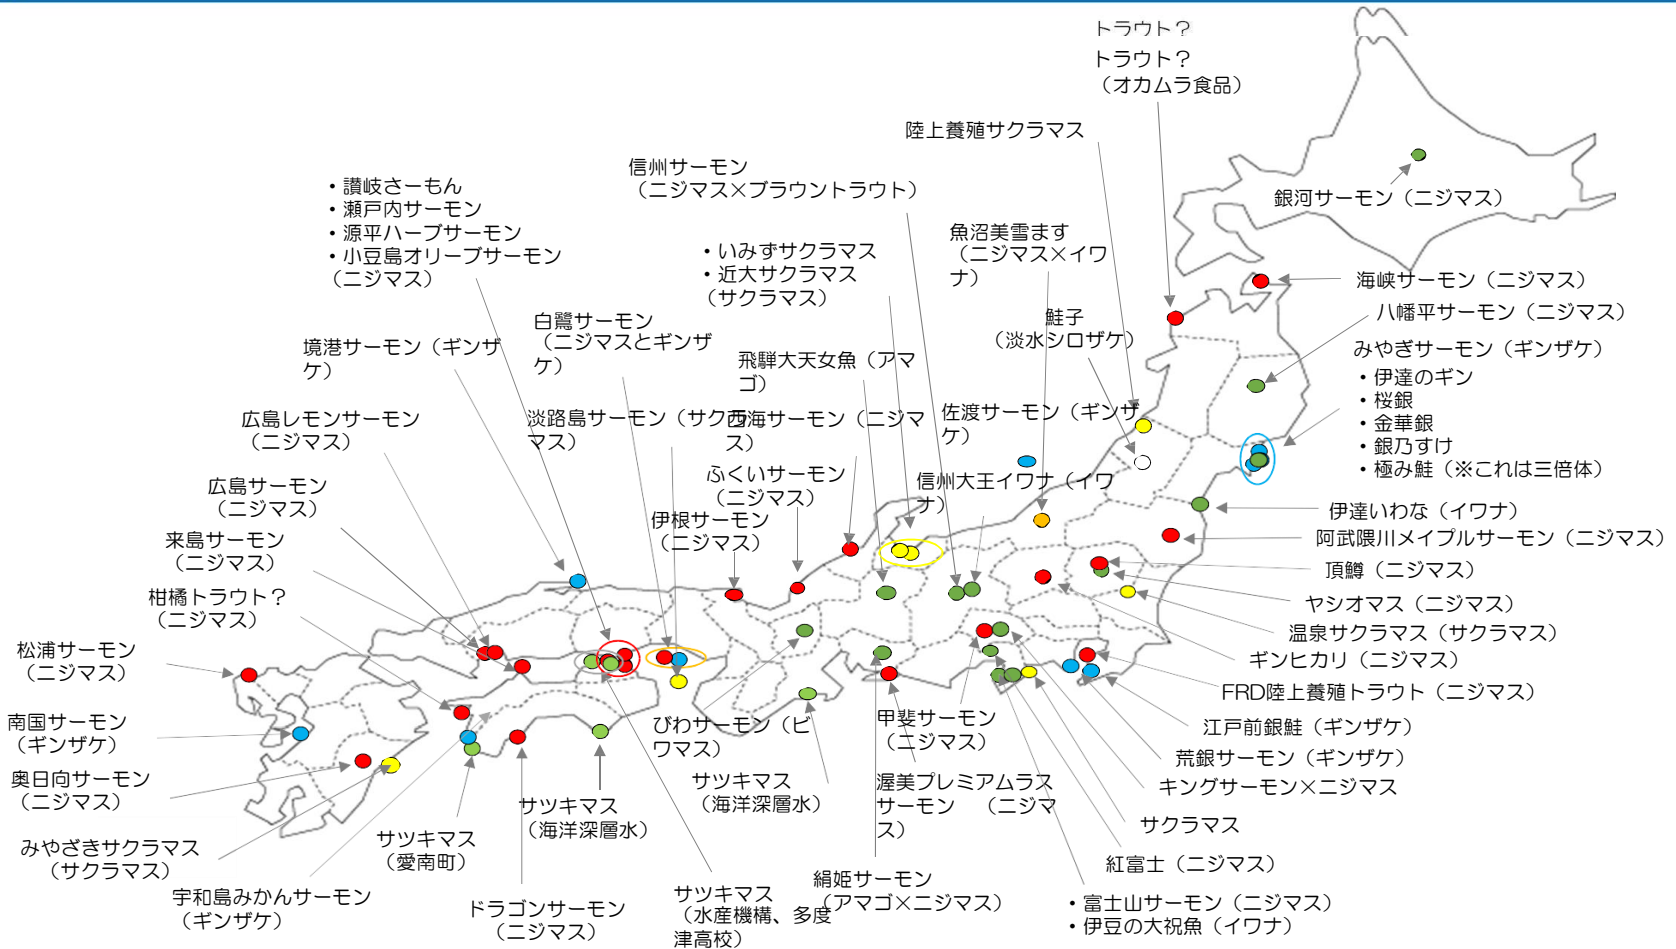 トラウト？
トラウト？
（オカムラ食品）
陸上養殖サクラマス
信州サーモン
（ニジマス×ブラウントラウト）
・讃岐さーもん
・瀬戸内サーモン
・源平ハーブサーモン
・小豆島オリーブサーモン
（ニジマス）
銀河サーモン（ニジマス）
・いみずサクラマス
・近大サクラマス
（サクラマス）
魚沼美雪ます
（ニジマス×イワ
ナ）
海峡サーモン（ニジマス）
八幡平サーモン（ニジマス）
鮭子
（淡水シロザケ）
白鷺サーモン
（ニジマスとギンザ
ケ）
境港サーモン（ギンザ
ケ）
飛騨大天女魚（アマ
ゴ）
みやぎサーモン（ギンザケ）
・伊達のギン
・桜銀
・金華銀
・銀乃すけ
・極み鮭（※これは三倍体）
広島レモンサーモン
（ニジマス）
淡路島サーモン（サクラ
マス）
西海サーモン（ニジマ
ス）
佐渡サーモン（ギンザ
ケ）
ふくいサーモン
（ニジマス）
信州大王イワナ（イワ
ナ）
広島サーモン
（ニジマス）
伊根サーモン
（ニジマス）
伊達いわな（イワナ）
阿武隈川メイプルサーモン（ニジマス）
来島サーモン
（ニジマス）
頂鱒（ニジマス）
柑橘トラウト？
（ニジマス）
ヤシオマス（ニジマス）
温泉サクラマス（サクラマス）
松浦サーモン
（ニジマス）
ギンヒカリ（ニジマス）
FRD陸上養殖トラウト（ニジマス）
南国サーモン
（ギンザケ）
びわサーモン（ビ
ワマス）
甲斐サーモン
（ニジマス）
江戸前銀鮭（ギンザケ）
荒銀サーモン（ギンザケ）
奥日向サーモン
（ニジマス）
サツキマス
（海洋深層水）
サツキマス
（海洋深層水）
渥美プレミアムラス
サーモン　（ニジマ
ス）
キングサーモン×ニジマス
サクラマス
みやざきサクラマス
（サクラマス）
サツキマス
（愛南町）
紅富士（ニジマス）
宇和島みかんサーモン
（ギンザケ）
ドラゴンサーモン
（ニジマス）
サツキマス
（水産機構、多度
津高校）
絹姫サーモン
（アマゴ×ニジマス）
・富士山サーモン（ニジマス）
・伊豆の大祝魚（イワナ）